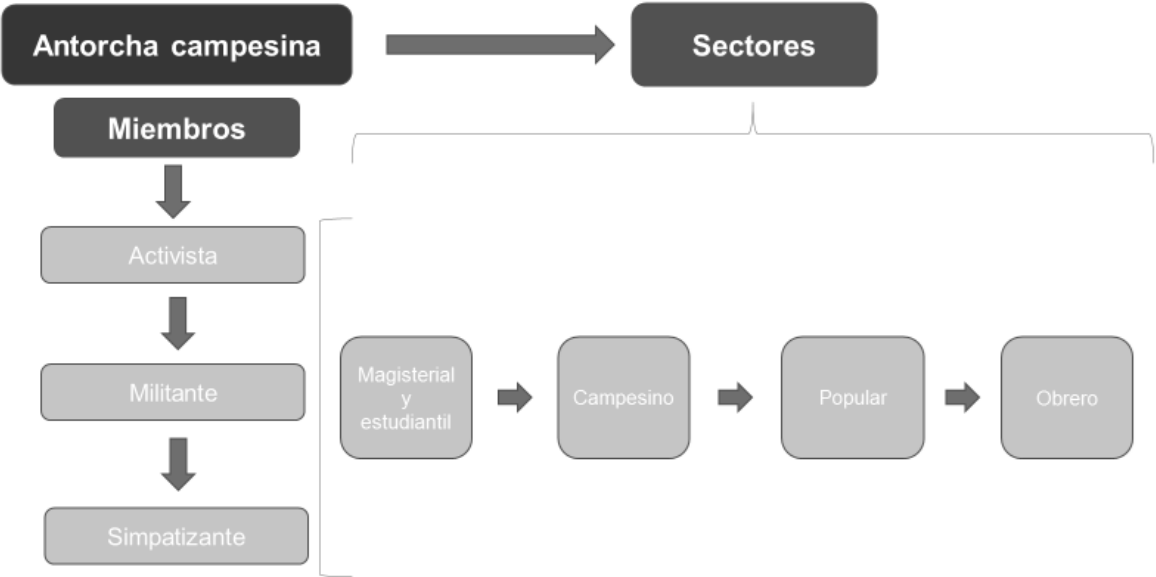 Antorcha campesina
Sectores
Miembros
Activista
Militante
Simpatizante
Magisterial
y
estudiantil
Campesino
Popular
Obrero